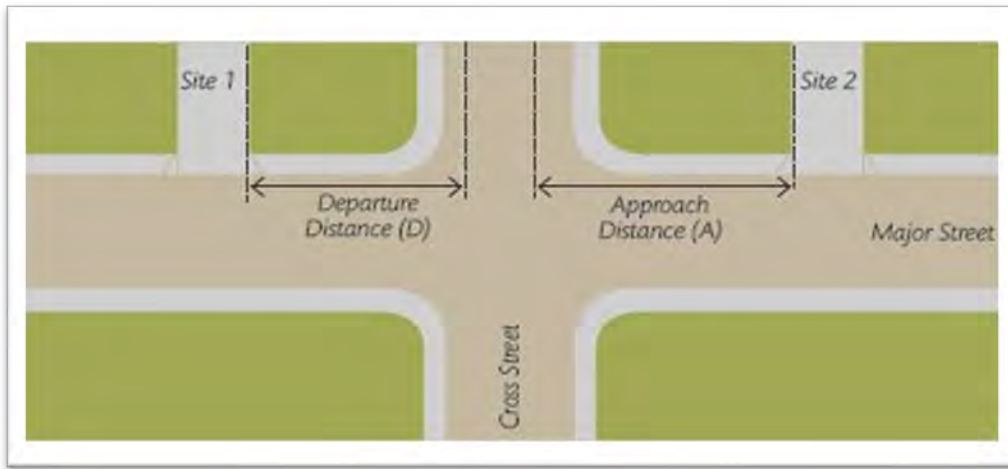 Site 1
Site 2
Departure
Distance (D)
Approach
Distance (A)
Major Street
Cross Street